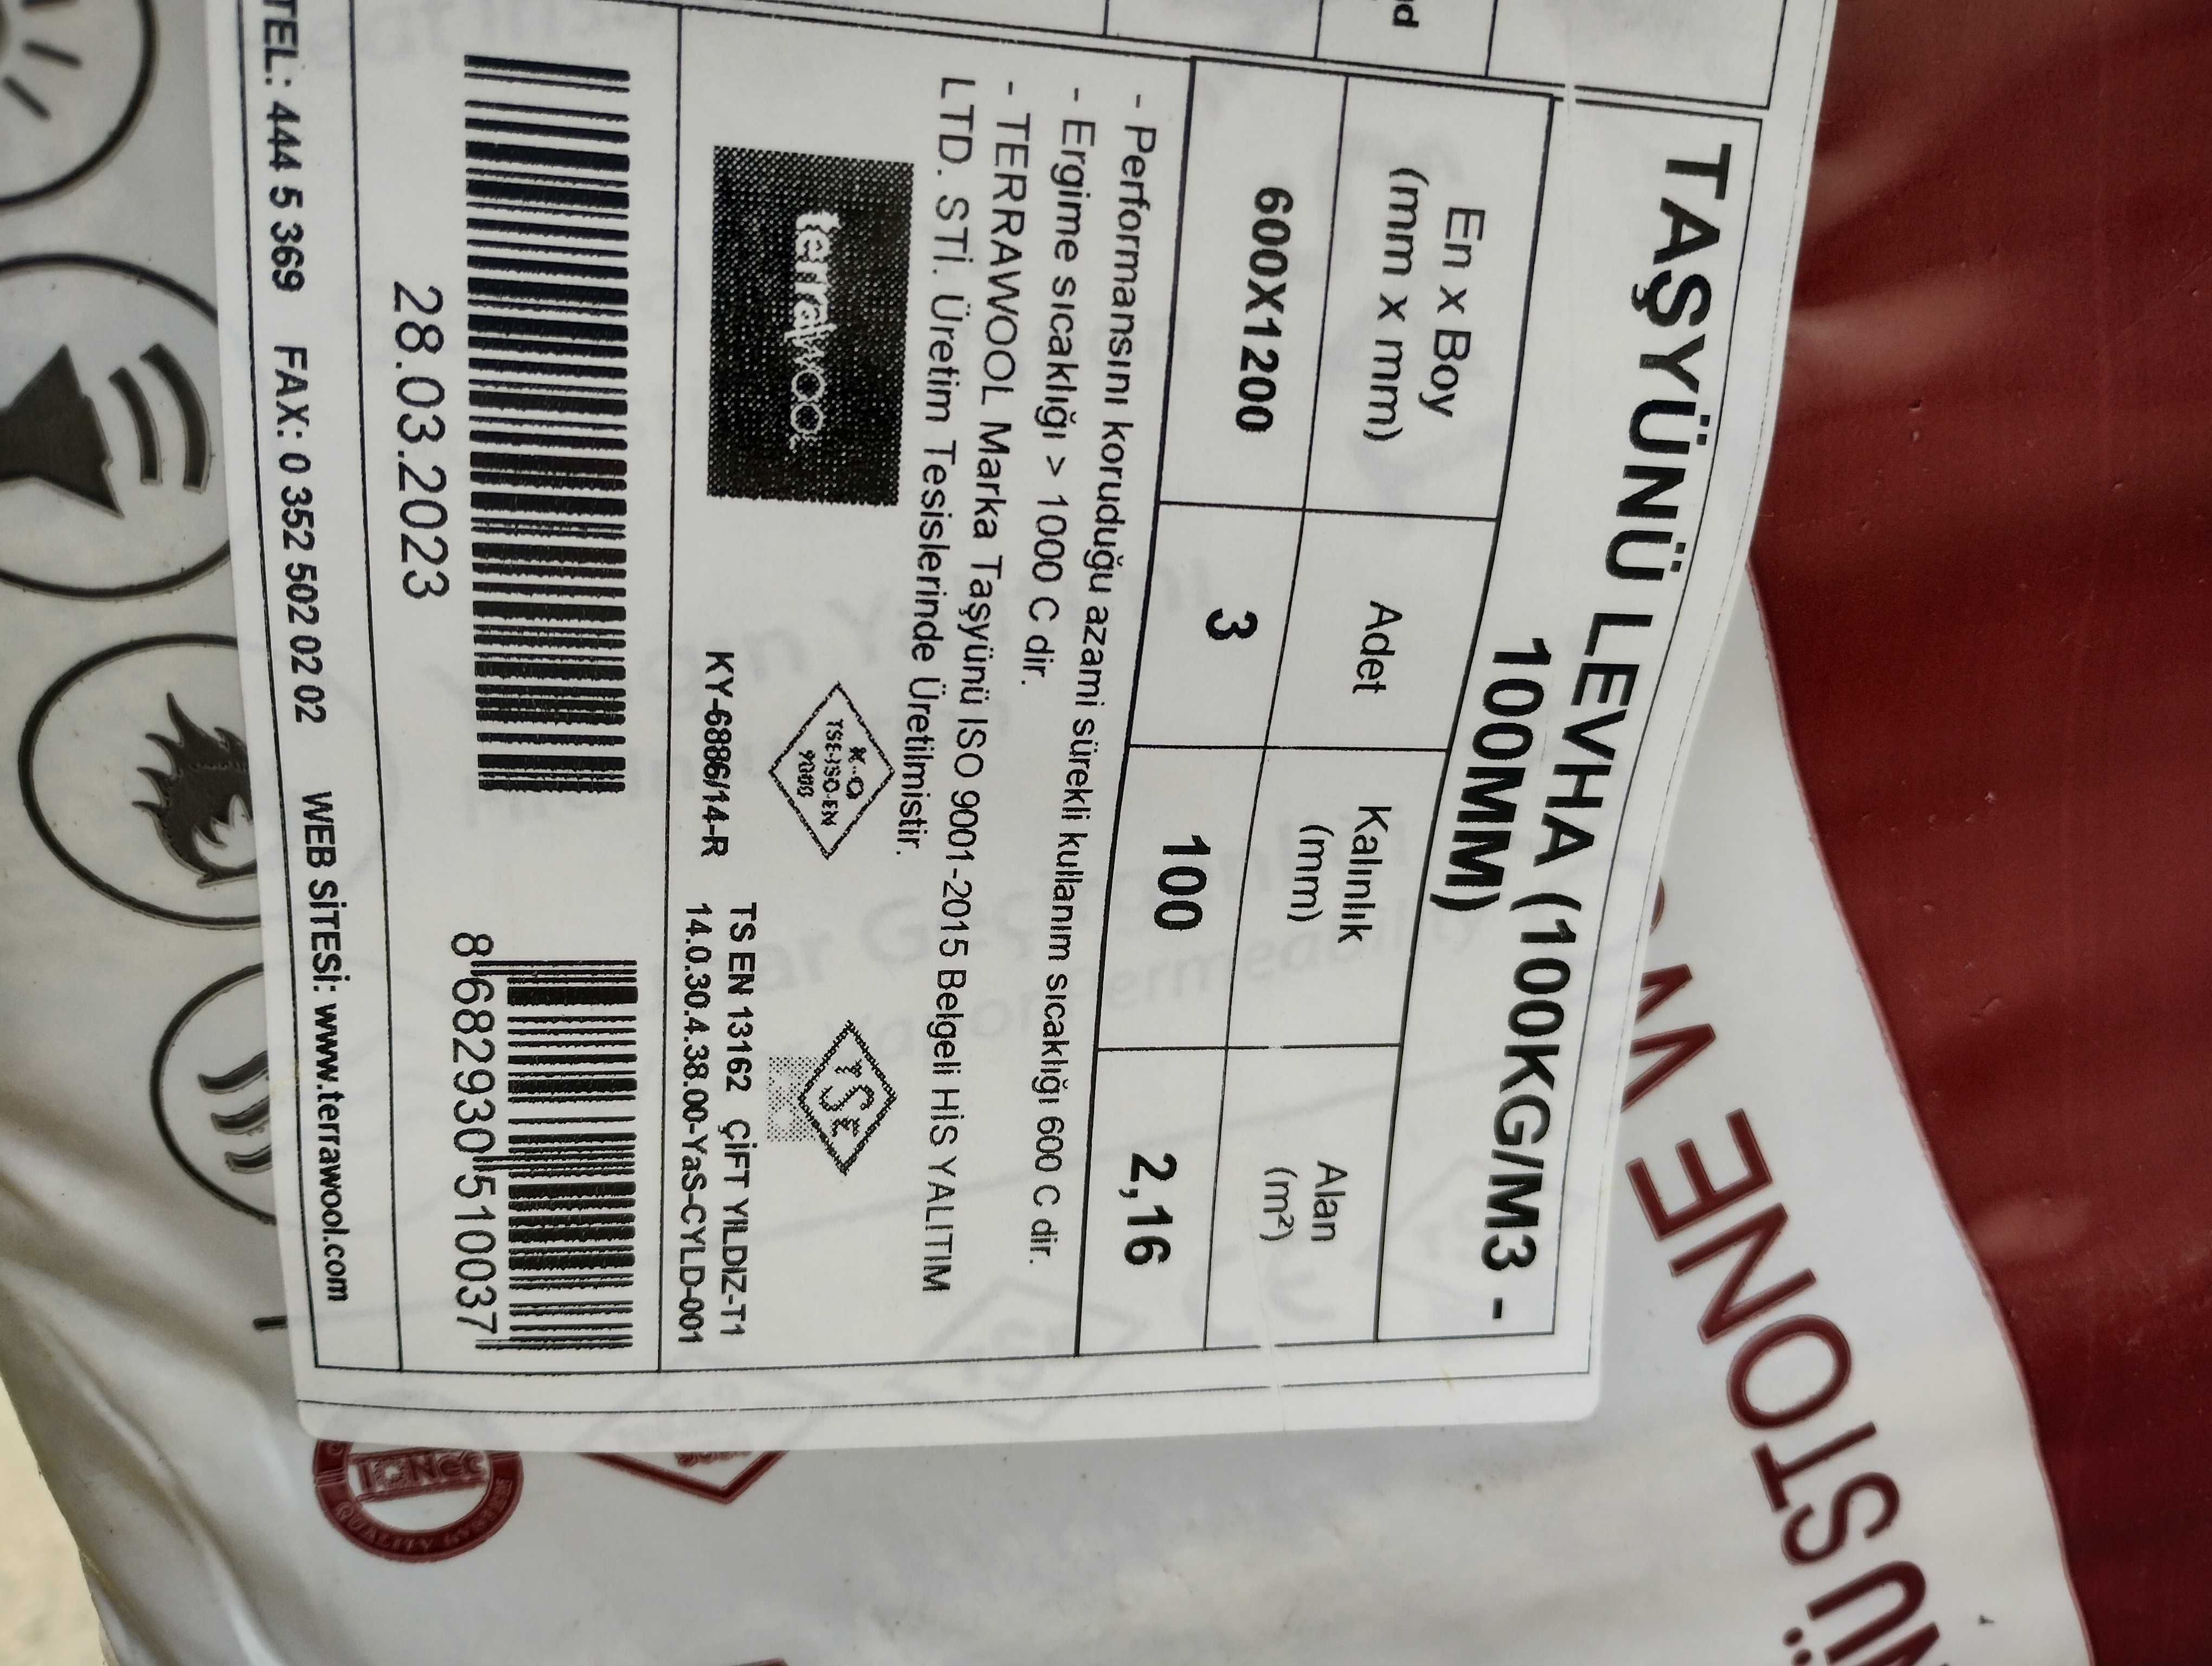 TAŞYÜNÜ LEVHA (100KG/M3 -
100MM)
En x Boy
(mm x mm)
Adet
Kalınlık
(mm)
Alan
(m²)
600X1200
3
100
2,16
- Performansını koruduğu azami sürekli kullanım sıcaklığı 600 C dir.
- Ergime sıcaklığı > 1000 C dir.
- TERRAWOOL Marka Taşyünü ISO 9001-2015 Belgeli HİS YALITIM
LTD. STİ. Üretim Tesislerinde Üretilmistir.
terrawool
K-Q
TSE-ISO-EN
9000
TSE
KY-6886/14-R
TS EN 13162 ÇİFT YILDIZ-T1
14.0.30.4.38.00-YaS-CYLD-001
28.03.2023
8 682930 510037
TEL: 444 5 369 FAX: 0 352 502 02 02 WEB SİTESİ: www.terrawool.com
STONE W